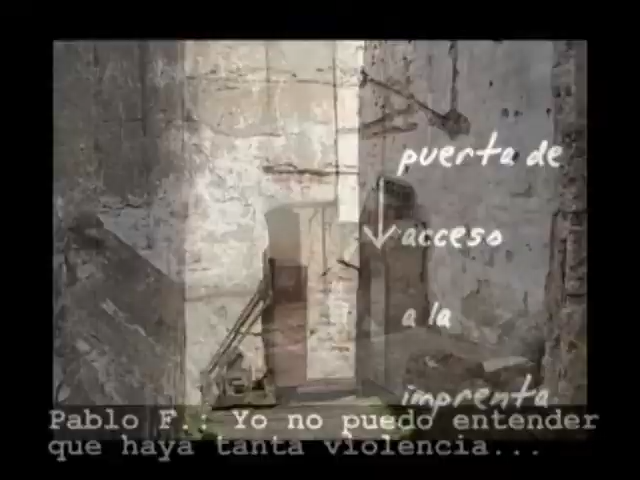 puerta de
acceso
a la
imprenta
Pablo F.: Yo no puedo entender
que haya tanta violencia...